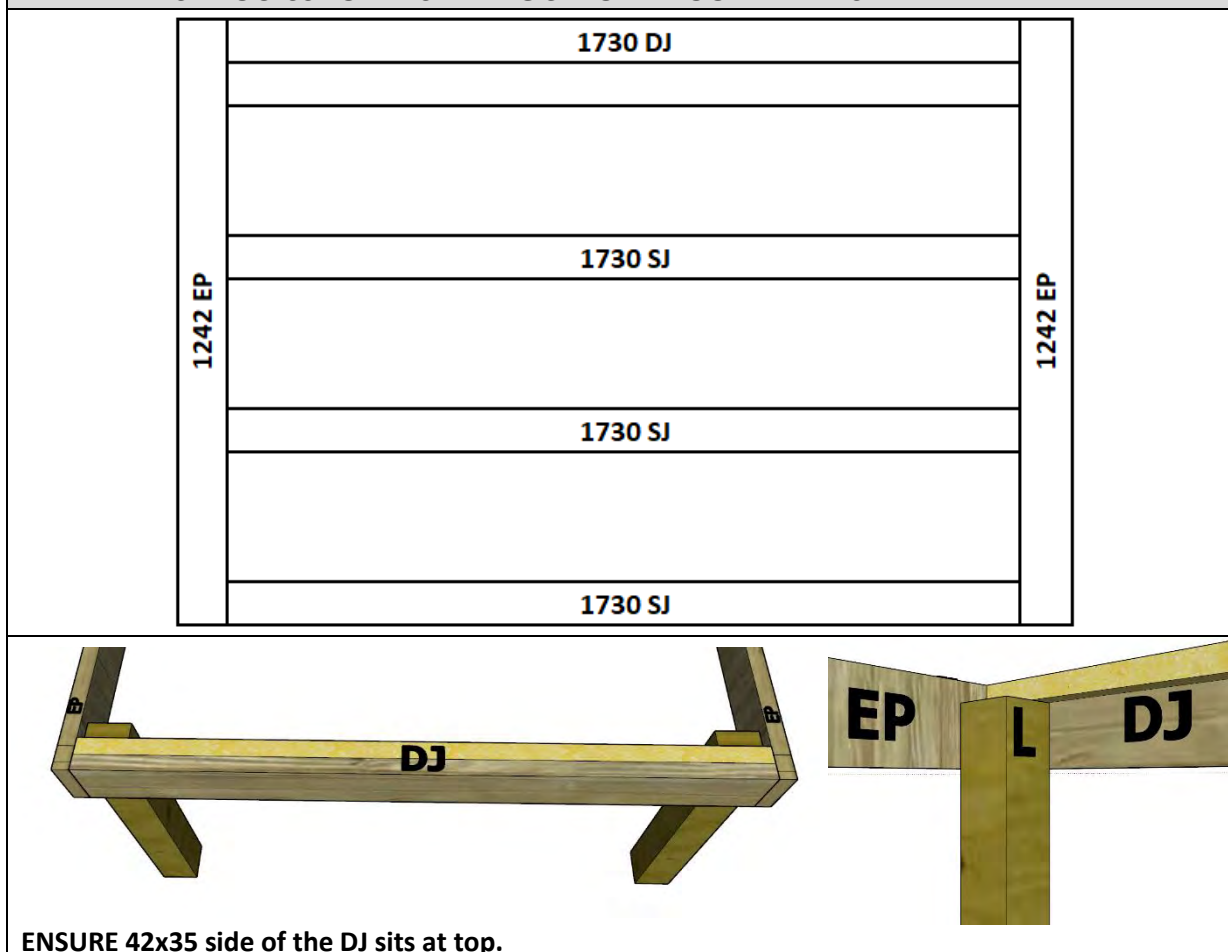 1730 DJ
1242 EP
1730 SJ
1242 EP
1730 SJ
1730 SJ
EP
DJ
EP
EP
L
DJ
ENSURE 42x35 side of the DJ sits at top.